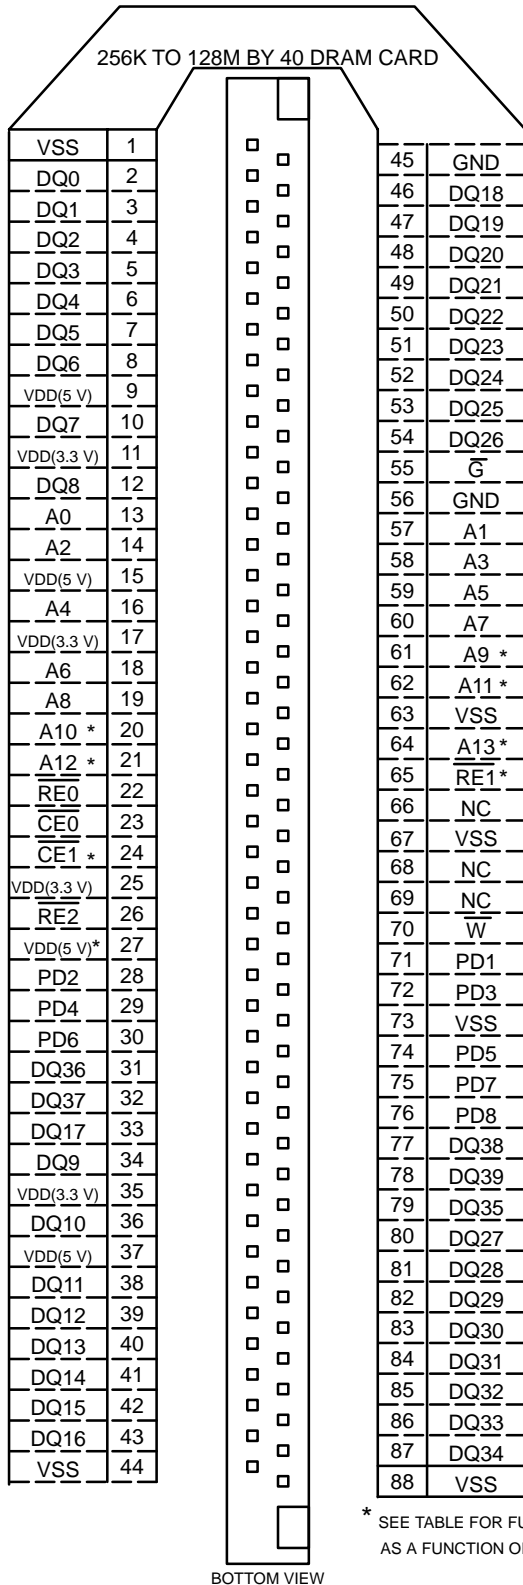 256K TO 128M BY 40 DRAM CARD
VSS 1
DQ0 2
DQ1 3
DQ2 4
DQ3 5
DQ4 6
DQ5 7
DQ6 8
VDD(5 V) 9
DQ7 10
VDD(3.3 V) 11
DQ8 12
A0 13
A2 14
VDD(5 V) 15
A4 16
VDD(3.3 V) 17
A6 18
A8 19
A10 * 20
A12 * 21
R̅E̅0̅ 22
C̅E̅0̅ 23
C̅E̅1̅ * 24
VDD(3.3 V) 25
R̅E̅2̅ 26
VDD(5 V)* 27
PD2 28
PD4 29
PD6 30
DQ36 31
DQ37 32
DQ17 33
DQ9 34
VDD(3.3 V) 35
DQ10 36
VDD(5 V) 37
DQ11 38
DQ12 39
DQ13 40
DQ14 41
DQ15 42
DQ16 43
VSS 44
45 GND
46 DQ18
47 DQ19
48 DQ20
49 DQ21
50 DQ22
51 DQ23
52 DQ24
53 DQ25
54 DQ26
55 G̅
56 GND
57 A1
58 A3
59 A5
60 A7
61 A9 *
62 A11 *
63 VSS
64 A13 *
65 R̅E̅1̅ *
66 NC
67 VSS
68 NC
69 NC
70 W̅
71 PD1
72 PD3
73 VSS
74 PD5
75 PD7
76 PD8
77 DQ38
78 DQ39
79 DQ35
80 DQ27
81 DQ28
82 DQ29
83 DQ30
84 DQ31
85 DQ32
86 DQ33
87 DQ34
88 VSS
* SEE TABLE FOR
AS A FUNCTION
BOTTOM VIEW